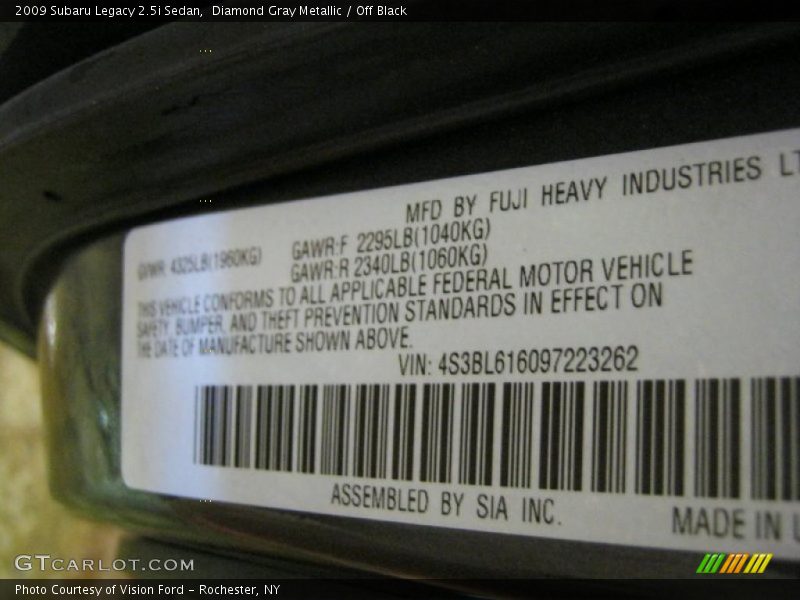 2009 Subaru Legacy 2.5i Sedan,  Diamond Gray Metallic / Off Black
MFD BY FUJI HEAVY INDUSTRIES LT
GVWR 4325LB(1960KG) GAWR:F 2295LB(1040KG)
GAWR:R 2340LB(1060KG)
THIS VEHICLE CONFORMS TO ALL APPLICABLE FEDERAL MOTOR VEHICLE
SAFETY, BUMPER, AND THEFT PREVENTION STANDARDS IN EFFECT ON
THE DATE OF MANUFACTURE SHOWN ABOVE.
VIN: 4S3BL616097223262
ASSEMBLED BY SIA INC.
MADE IN U
GTCARLOT.COM
Photo Courtesy of Vision Ford - Rochester, NY